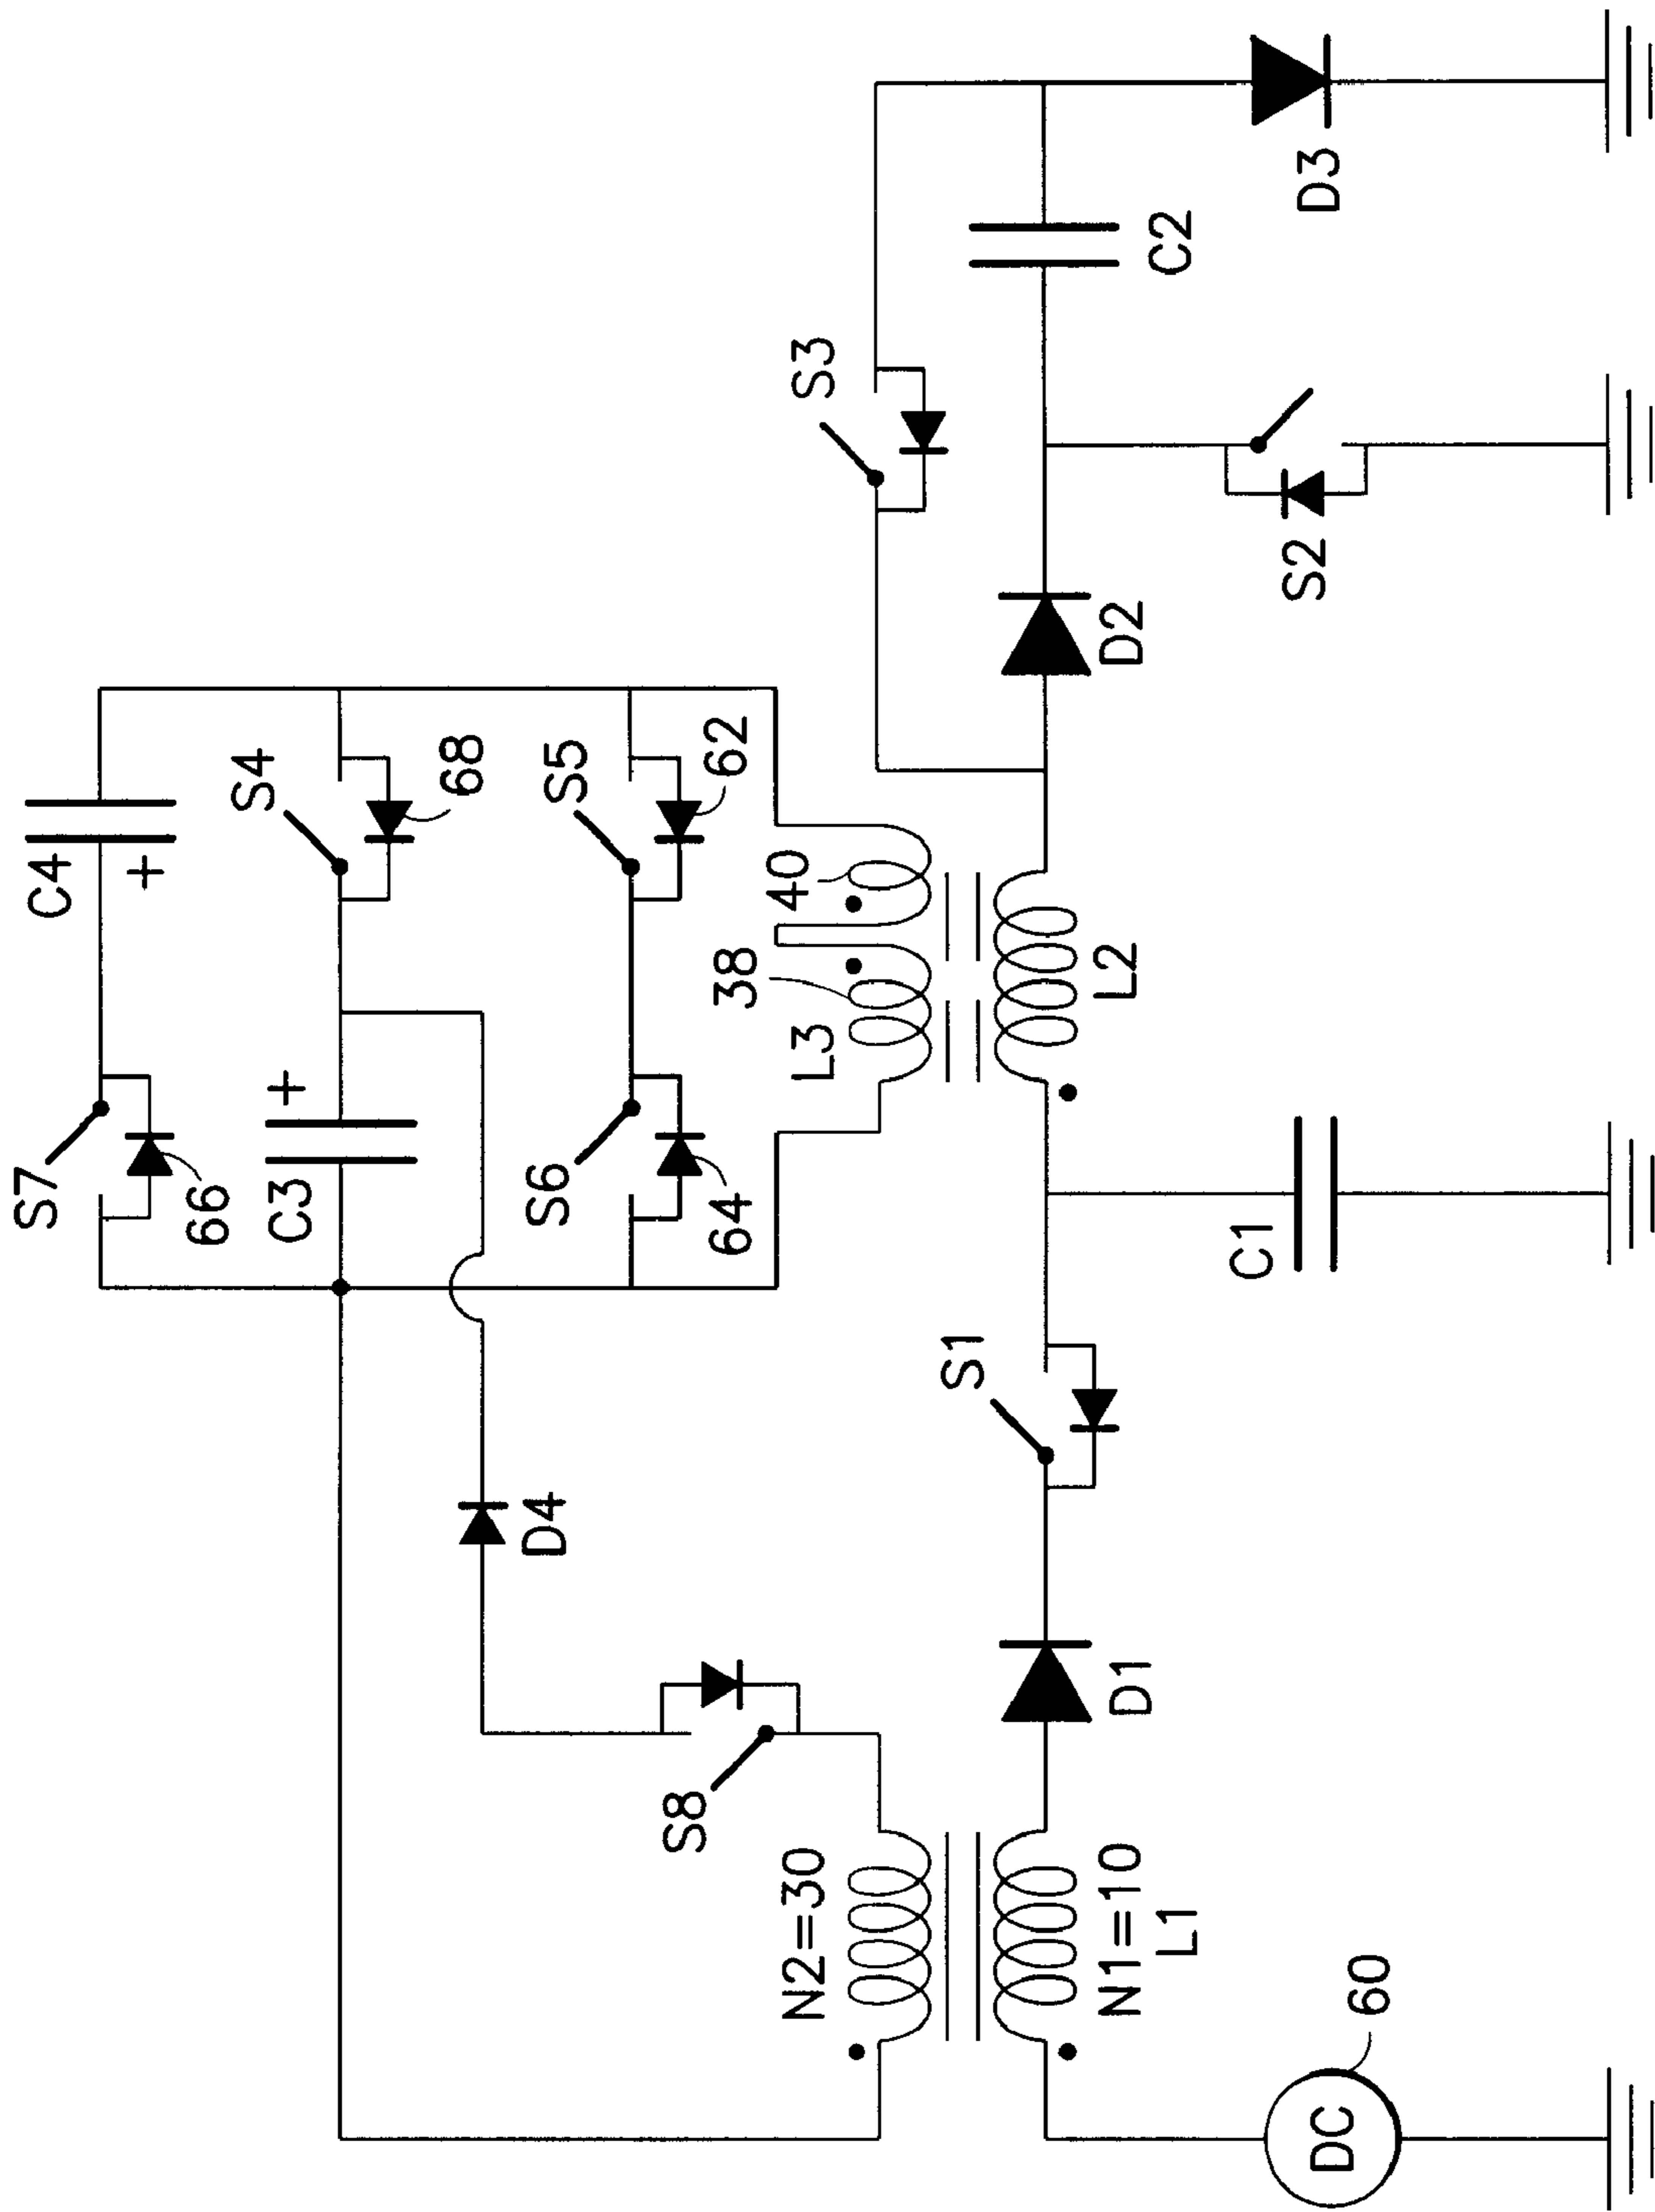 S7
C4
+
66
C3
+
S4
68
S6
S5
64
62
D4
L3
38
40
S3
S8
N2=30
N1=10
L1
D1
S1
C1
L2
D2
S2
C2
D3
DC
60